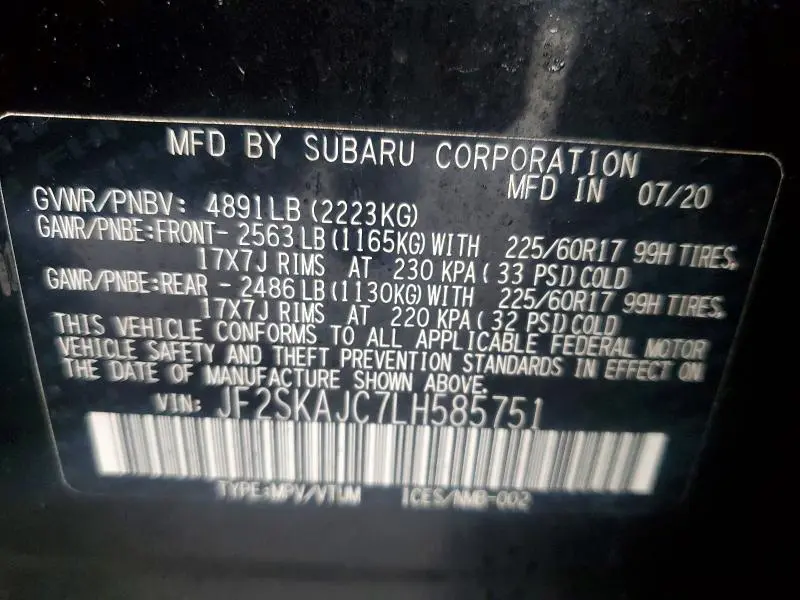 MFD BY SUBARU CORPORATION
MFD IN 07/20
GVWR/PNBV: 4891LB (2223KG)
GAWR/PNBE:FRONT- 2563LB (1165KG) WITH 225/60R17 99H TIRES,
17X7J RIMS AT 230 KPA ( 33 PSI) COLD
GAWR/PNBE:REAR - 2486LB (1130KG) WITH 225/60R17 99H TIRES,
17X7J RIMS AT 220 KPA ( 32 PSI) COLD
THIS VEHICLE CONFORMS TO ALL APPLICABLE FEDERAL MOTOR
VEHICLE SAFETY AND THEFT PREVENTION STANDARDS IN EFFECT ON
THE DATE OF MANUFACTURE SHOWN ABOVE.
VIN: JF2SKAJC7LH585751
TYPE:MPV/VTUM ICES/NMB-002